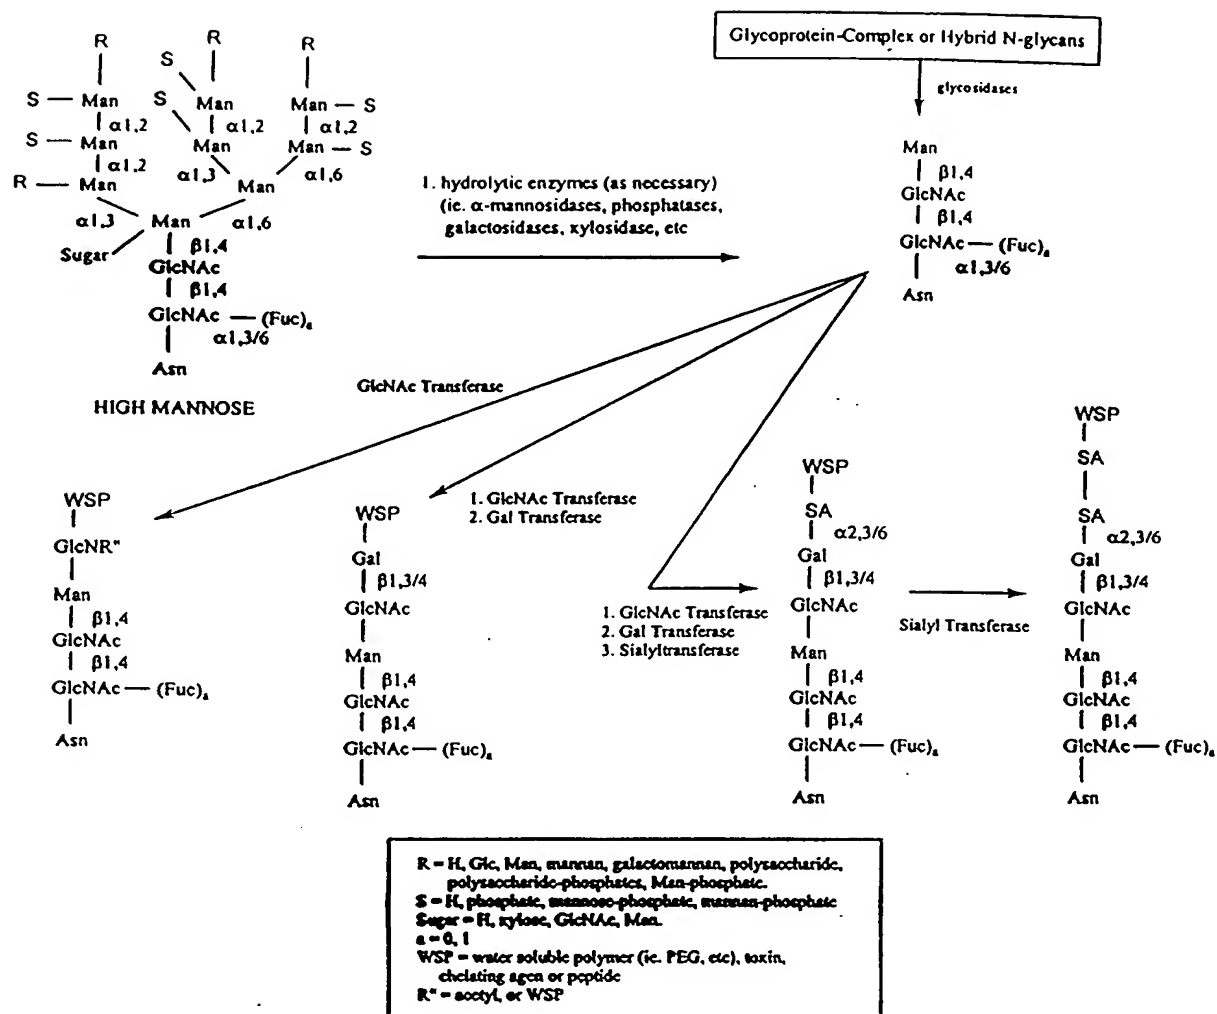 R
R
R
S
S
S — Man
Man
Man — S
α1,2
α1,2
α1,2
S — Man
Man
Man — S
α1,2
α1,3
α1,6
R — Man
Man
α1,3
Man
α1,6
Sugar
β1,4
GlcNAc
β1,4
GlcNAc — (Fuc)a
α1,3/6
Asn
HIGH MANNOSE
1. hydrolytic enzymes (as necessary)
(ie. α-mannosidases, phosphatases,
galactosidases, xylosidase, etc
Glycoprotein-Complex or Hybrid N-glycans
glycosidases
Man
β1,4
GlcNAc
β1,4
GlcNAc — (Fuc)a
α1,3/6
Asn
GlcNAc Transferase
WSP
GlcNR"
Man
β1,4
GlcNAc
β1,4
GlcNAc — (Fuc)a
Asn
1. GlcNAc Transferase
2. Gal Transferase
WSP
Gal
β1,3/4
GlcNAc
Man
β1,4
GlcNAc
β1,4
GlcNAc — (Fuc)a
Asn
1. GlcNAc Transferase
2. Gal Transferase
3. Sialyltransferase
WSP
SA
α2,3/6
Gal
β1,3/4
GlcNAc
Man
β1,4
GlcNAc
β1,4
GlcNAc — (Fuc)a
Asn
Sialyl Transferase
WSP
SA
SA
α2,3/6
Gal
β1,3/4
GlcNAc
Man
β1,4
GlcNAc
β1,4
GlcNAc — (Fuc)a
Asn
R = H, Glc, Man, mannan, galactomannan, polysaccharide,
polysaccharide-phosphates, Man-phosphate.
S = H, phosphate, mannose-phosphate, mannan-phosphate
Sugar = H, xylose, GlcNAc, Man.
a = 0, 1
WSP = water soluble polymer (ie. PEG, etc), toxin,
chelating agen or peptide
R" = acetyl, or WSP